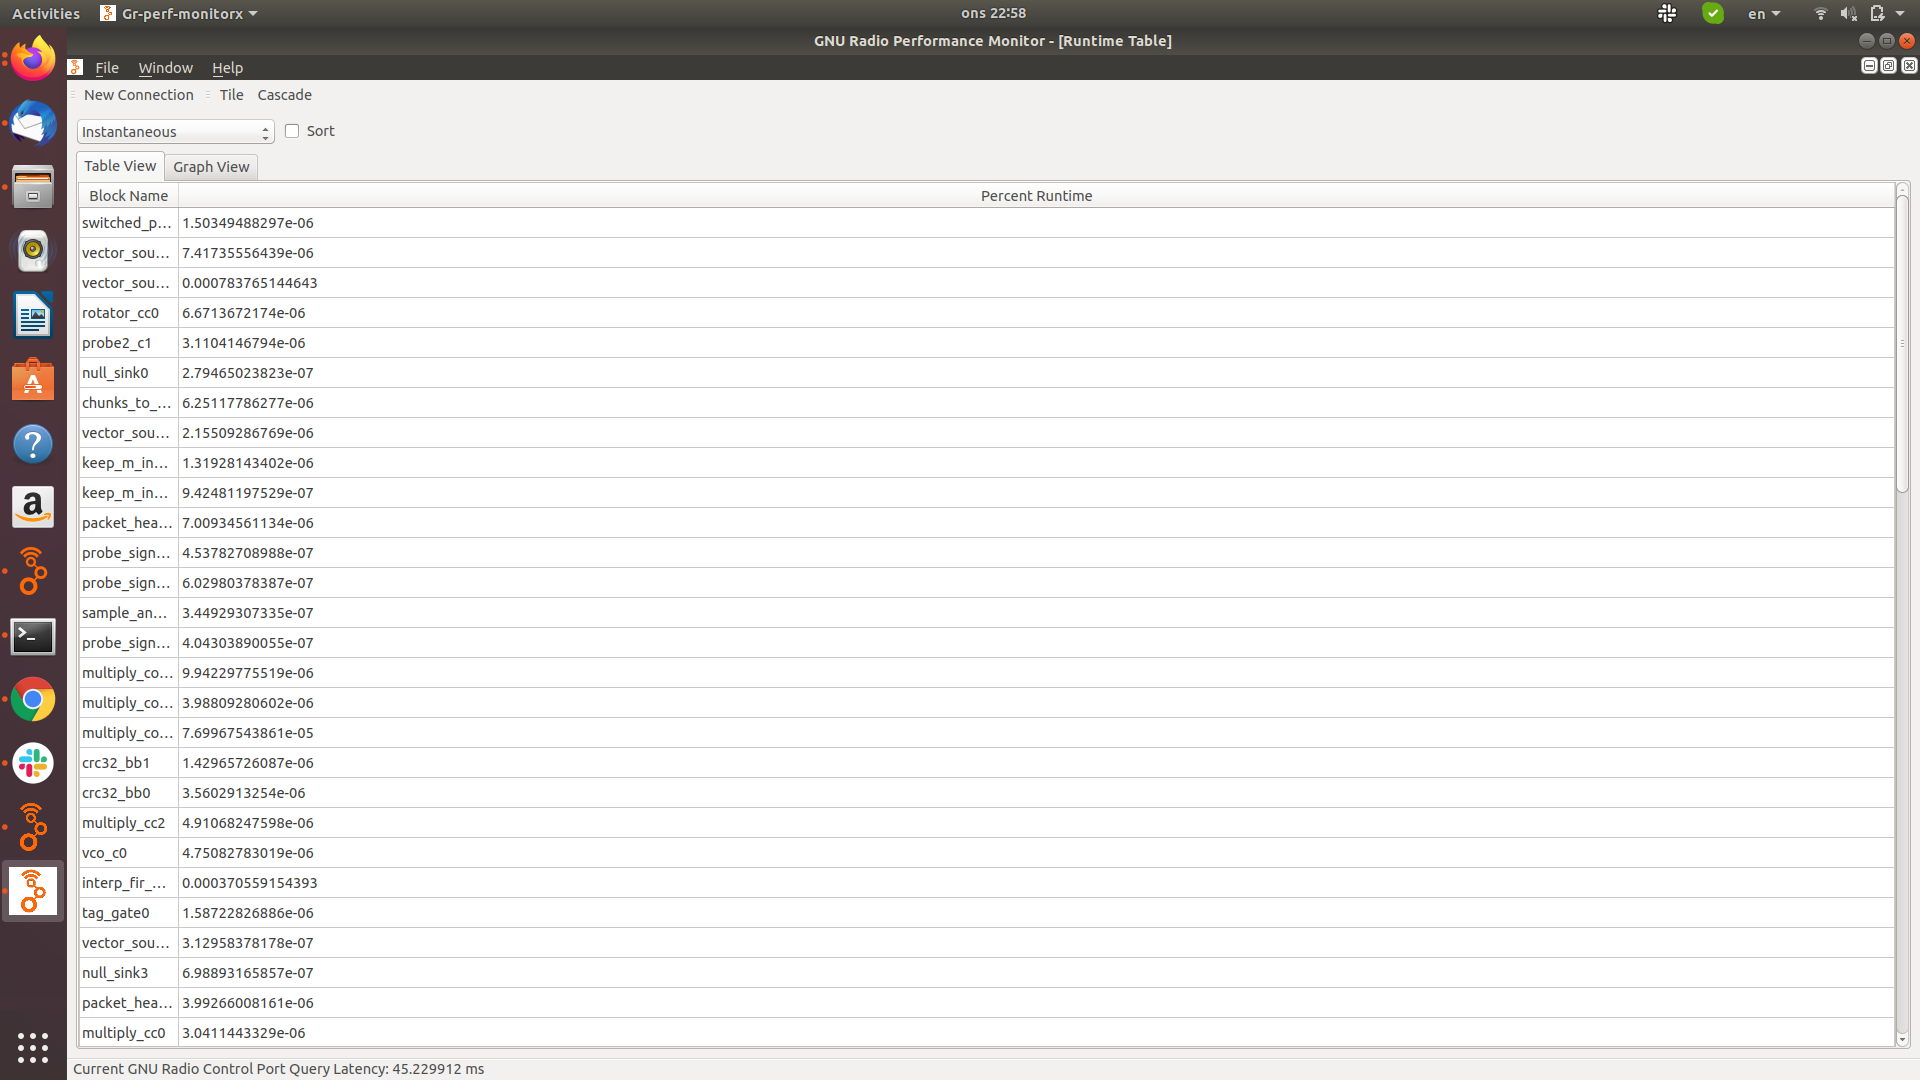 Activities Gr-perf-monitorx ons 22:58 en
GNU Radio Performance Monitor - [Runtime Table]
File Window Help
New Connection Tile Cascade
Instantaneous Sort
Table View Graph View
Block Name Percent Runtime
switched_p... 1.50349488297e-06
vector_sou... 7.41735556439e-06
vector_sou... 0.000783765144643
rotator_cc0 6.6713672174e-06
probe2_c1 3.1104146794e-06
null_sink0 2.79465023823e-07
chunks_to_... 6.25117786277e-06
vector_sou... 2.15509286769e-06
keep_m_in... 1.31928143402e-06
keep_m_in... 9.42481197529e-07
packet_hea... 7.00934561134e-06
probe_sign... 4.53782708988e-07
probe_sign... 6.02980378387e-07
sample_an... 3.44929307335e-07
probe_sign... 4.04303890055e-07
multiply_co... 9.94229775519e-06
multiply_co... 3.98809280602e-06
multiply_co... 7.69967543861e-05
crc32_bb1 1.42965726087e-06
crc32_bb0 3.5602913254e-06
multiply_cc2 4.91068247598e-06
vco_c0 4.75082783019e-06
interp_fir_... 0.000370559154393
tag_gate0 1.58722826886e-06
vector_sou... 3.12958378178e-07
null_sink3 6.98893165857e-07
packet_hea... 3.99266008161e-06
multiply_cc0 3.0411443329e-06
Current GNU Radio Control Port Query Latency: 45.229912 ms